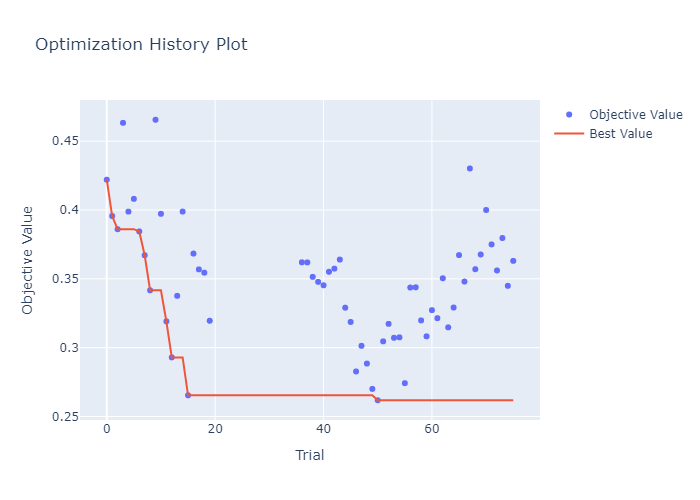 Optimization History Plot
Objective Value
Best Value
0.45
0.4
0.35
0.3
0.25
Objective Value
0
20
40
60
Trial